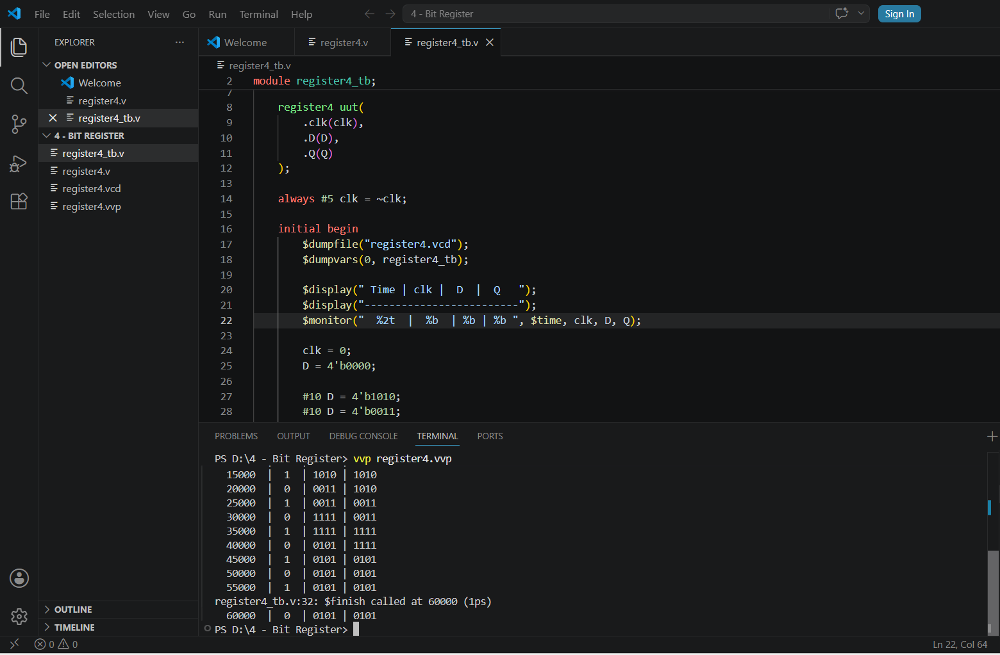 File Edit Selection View Go Run Terminal Help
4 - Bit Register
Sign In
EXPLORER
OPEN EDITORS
Welcome
register4.v
register4_tb.v
4 - BIT REGISTER
register4_tb.v
register4.v
register4.vcd
register4.vvp
OUTLINE
TIMELINE
Welcome register4.v register4_tb.v
register4_tb.v
2 module register4_tb;
7
8 register4 uut(
9 .clk(clk),
10 .D(D),
11 .Q(Q)
12 );
13
14 always #5 clk = ~clk;
15
16 initial begin
17 $dumpfile("register4.vcd");
18 $dumpvars(0, register4_tb);
19
20 $display(" Time | clk |  D  |  Q   ");
21 $display("-------------------------");
22 $monitor("  %2t  |  %b  | %b | %b ", $time, clk, D, Q);
23
24 clk = 0;
25 D = 4'b0000;
26
27 #10 D = 4'b1010;
28 #10 D = 4'b0011;
PROBLEMS OUTPUT DEBUG CONSOLE TERMINAL PORTS
PS D:\4 - Bit Register> vvp register4.vvp
15000 | 1 | 1010 | 1010
20000 | 0 | 0011 | 1010
25000 | 1 | 0011 | 0011
30000 | 0 | 1111 | 0011
35000 | 1 | 1111 | 1111
40000 | 0 | 0101 | 1111
45000 | 1 | 0101 | 0101
50000 | 0 | 0101 | 0101
55000 | 1 | 0101 | 0101
register4_tb.v:32: $finish called at 60000 (1ps)
60000 | 0 | 0101 | 0101
PS D:\4 - Bit Register>
0 0
Ln 22, Col 64